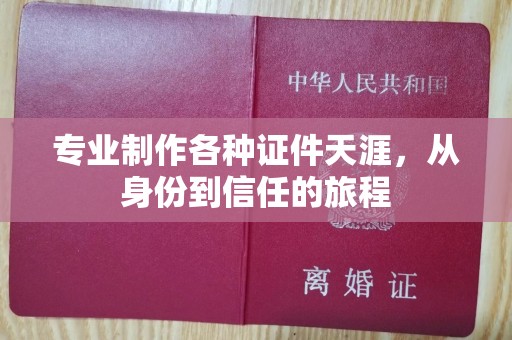 中华人民共和国
专业制作各种证件天涯，从
身份到信任的旅程
离婚证